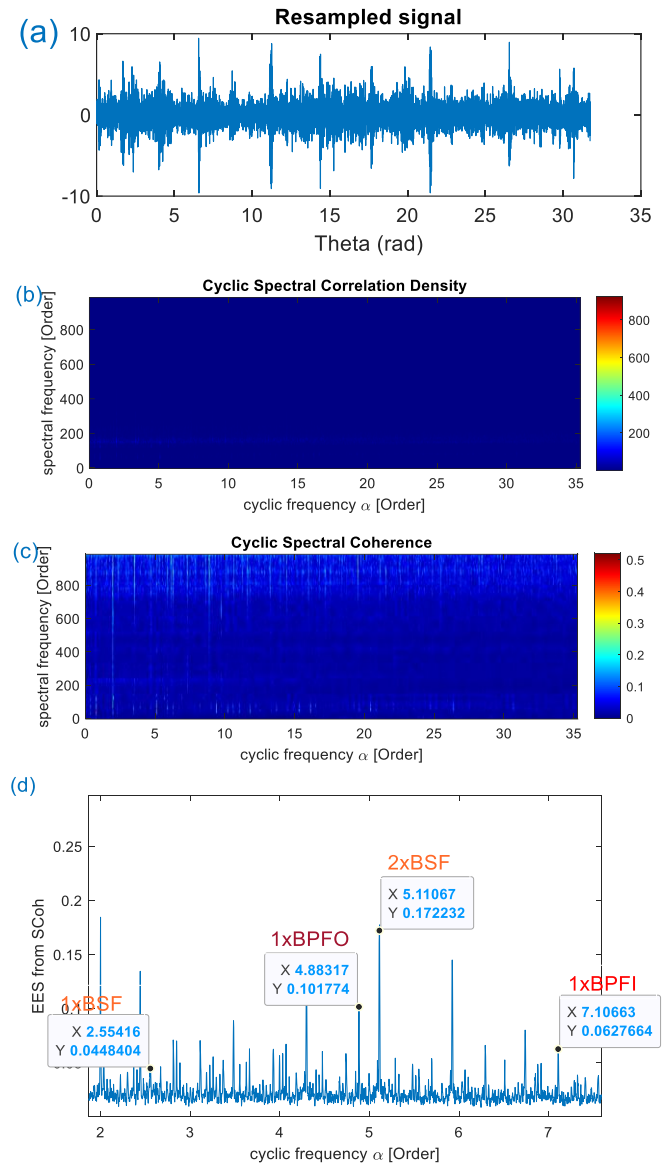 (a)
Resampled signal
10
0
-10
0 5 10 15 20 25 30 35
Theta (rad)
(b)
Cyclic Spectral Correlation Density
spectral frequency [Order]
800
600
400
200
0
0 5 10 15 20 25 30 35
cyclic frequency α [Order]
800
600
400
200
(c)
Cyclic Spectral Coherence
spectral frequency [Order]
800
600
400
200
0
0 5 10 15 20 25 30 35
cyclic frequency α [Order]
0.5
0.4
0.3
0.2
0.1
0
(d)
EES from SCoh
0.25
0.2
0.15
2xBSF
X 5.11067
Y 0.172232
1xBPFO
X 4.88317
Y 0.101774
1xBPFI
X 7.10663
Y 0.0627664
1xBSF
X 2.55416
Y 0.0448404
2 3 4 5 6 7
cyclic frequency α [Order]